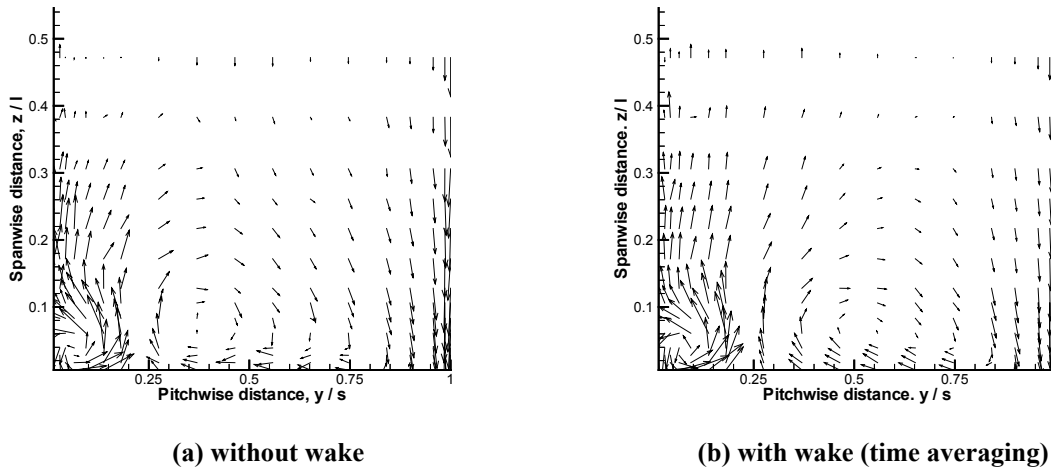 0.5
0.4
0.3
0.2
0.1
Spanwise distance, z / l
0.25
0.5
0.75
1
Pitchwise distance, y / s
(a) without wake
0.5
0.4
0.3
0.2
0.1
Spanwise distance. z/ l
0.25
0.5
0.75
Pitchwise distance. y / s
(b) with wake (time averaging)